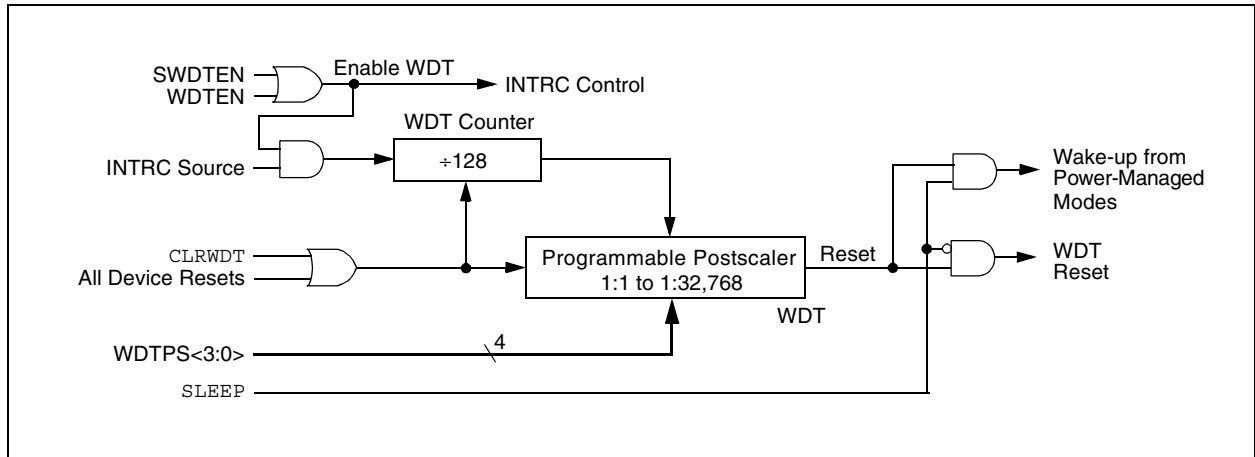 SWDTEN
WDTEN
Enable WDT
INTRC Control
WDT Counter
÷128
INTRC Source
Wake-up from
Power-Managed
Modes
CLRWDT
All Device Resets
Programmable Postscaler
1:1 to 1:32,768
Reset
WDT
Reset
WDT
4
WDTPS<3:0>
SLEEP